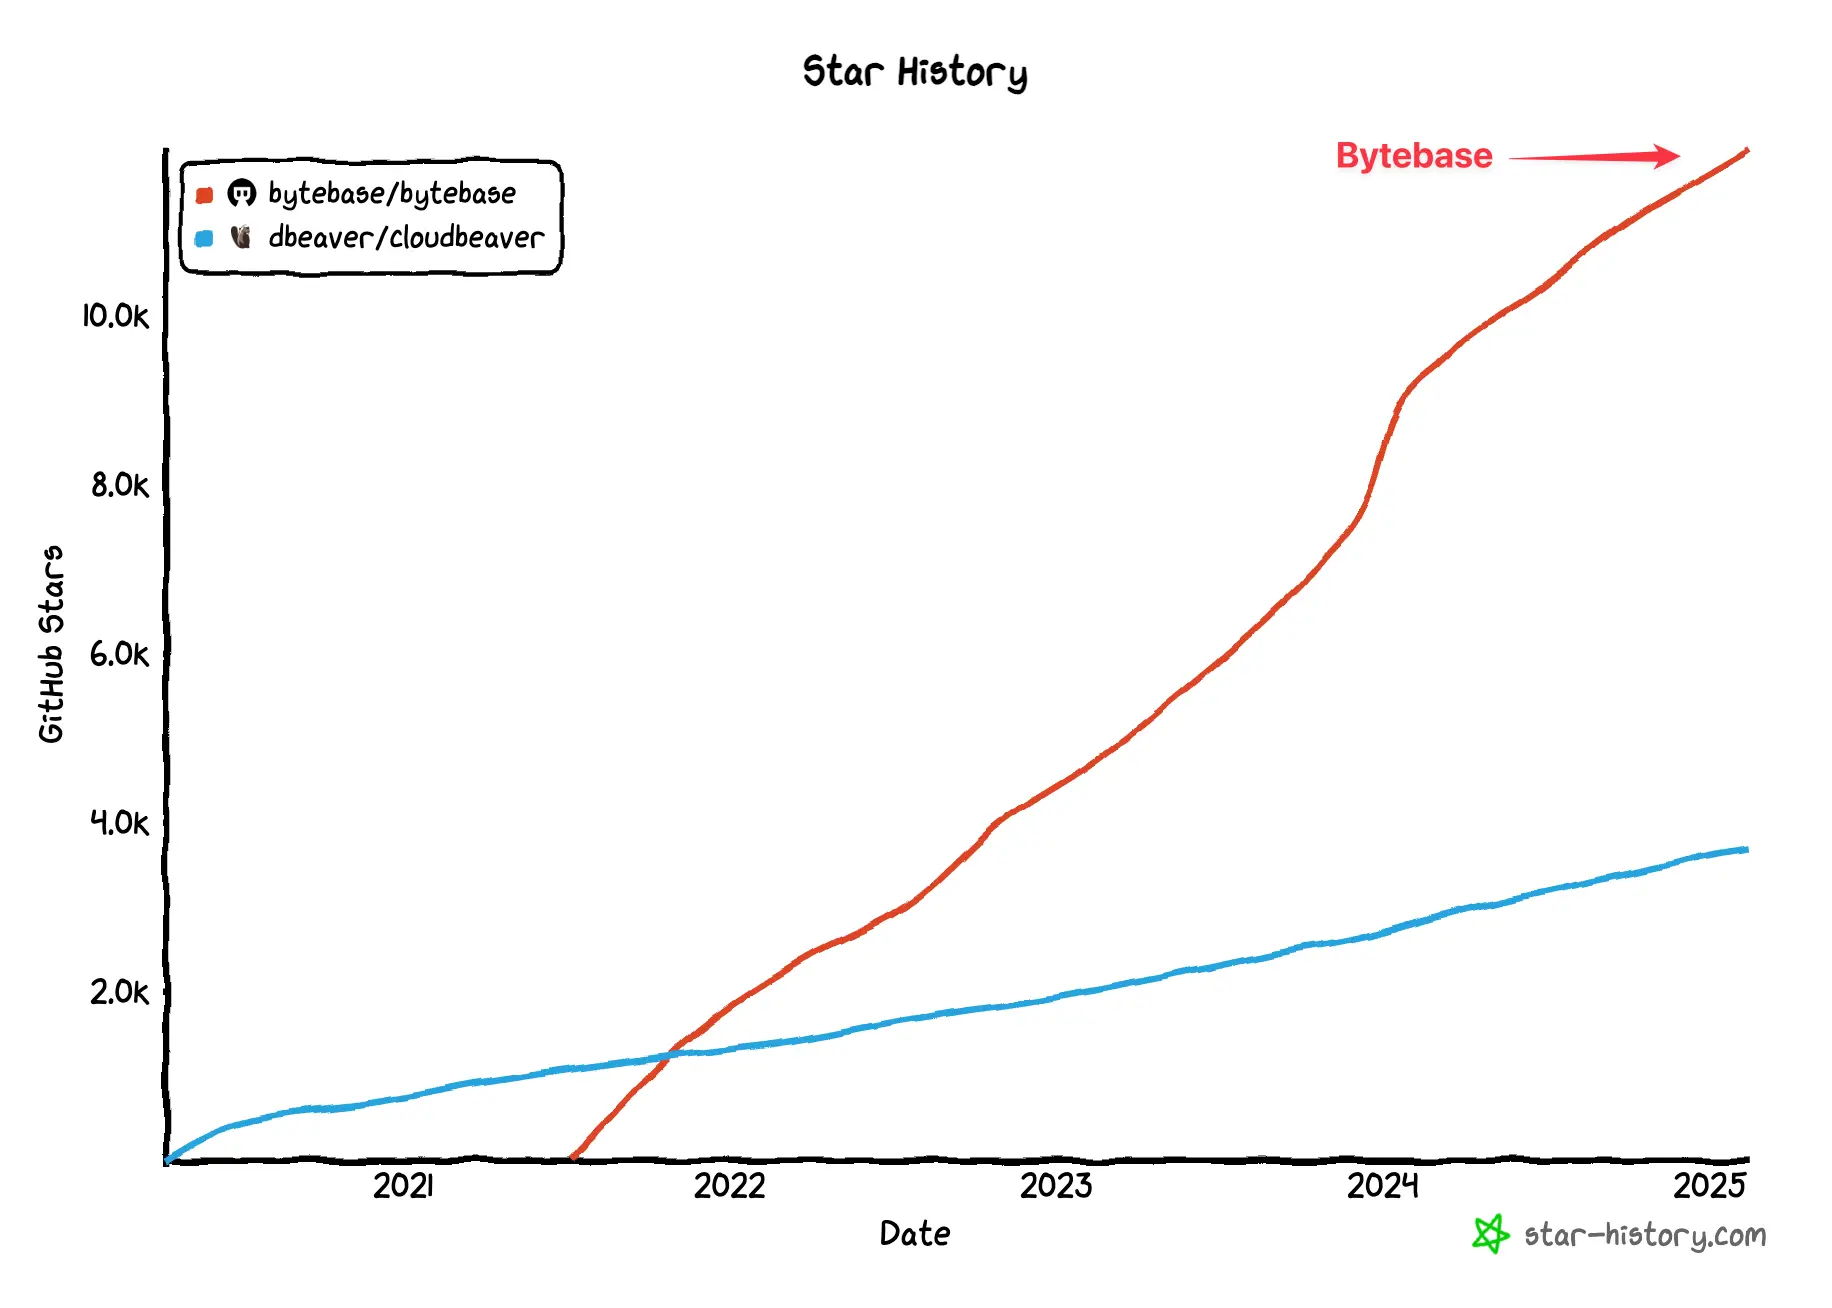 Star History
Bytebase
bytebase/bytebase
dbeaver/cloudbeaver
10.0K
8.0K
6.0K
4.0K
2.0K
GitHub Stars
2021
2022
2023
2024
2025
Date
star-history.com